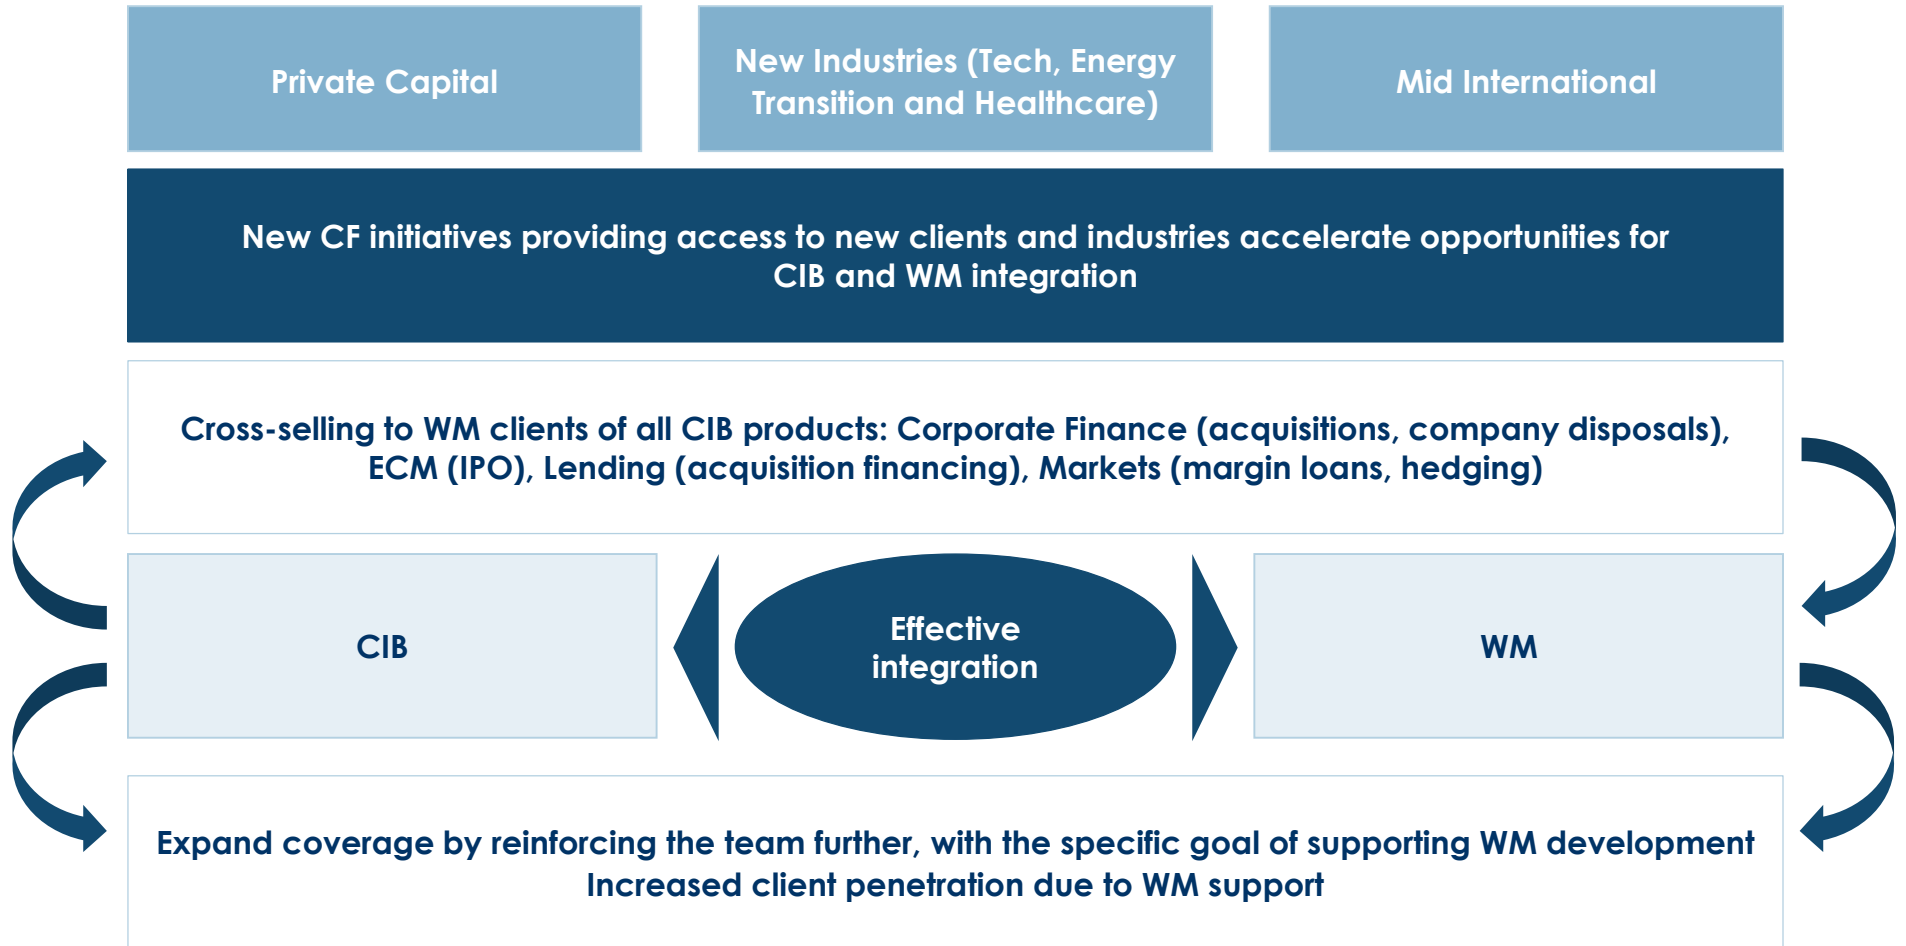 Private Capital
New Industries (Tech, Energy
Transition and Healthcare)
Mid International
New CF initiatives providing access to new clients and industries accelerate opportunities for
CIB and WM integration
Cross-selling to WM clients of all CIB products: Corporate Finance (acquisitions, company disposals),
ECM (IPO), Lending (acquisition financing), Markets (margin loans, hedging)
CIB
Effective
integration
WM
Expand coverage by reinforcing the team further, with the specific goal of supporting WM development
Increased client penetration due to WM support